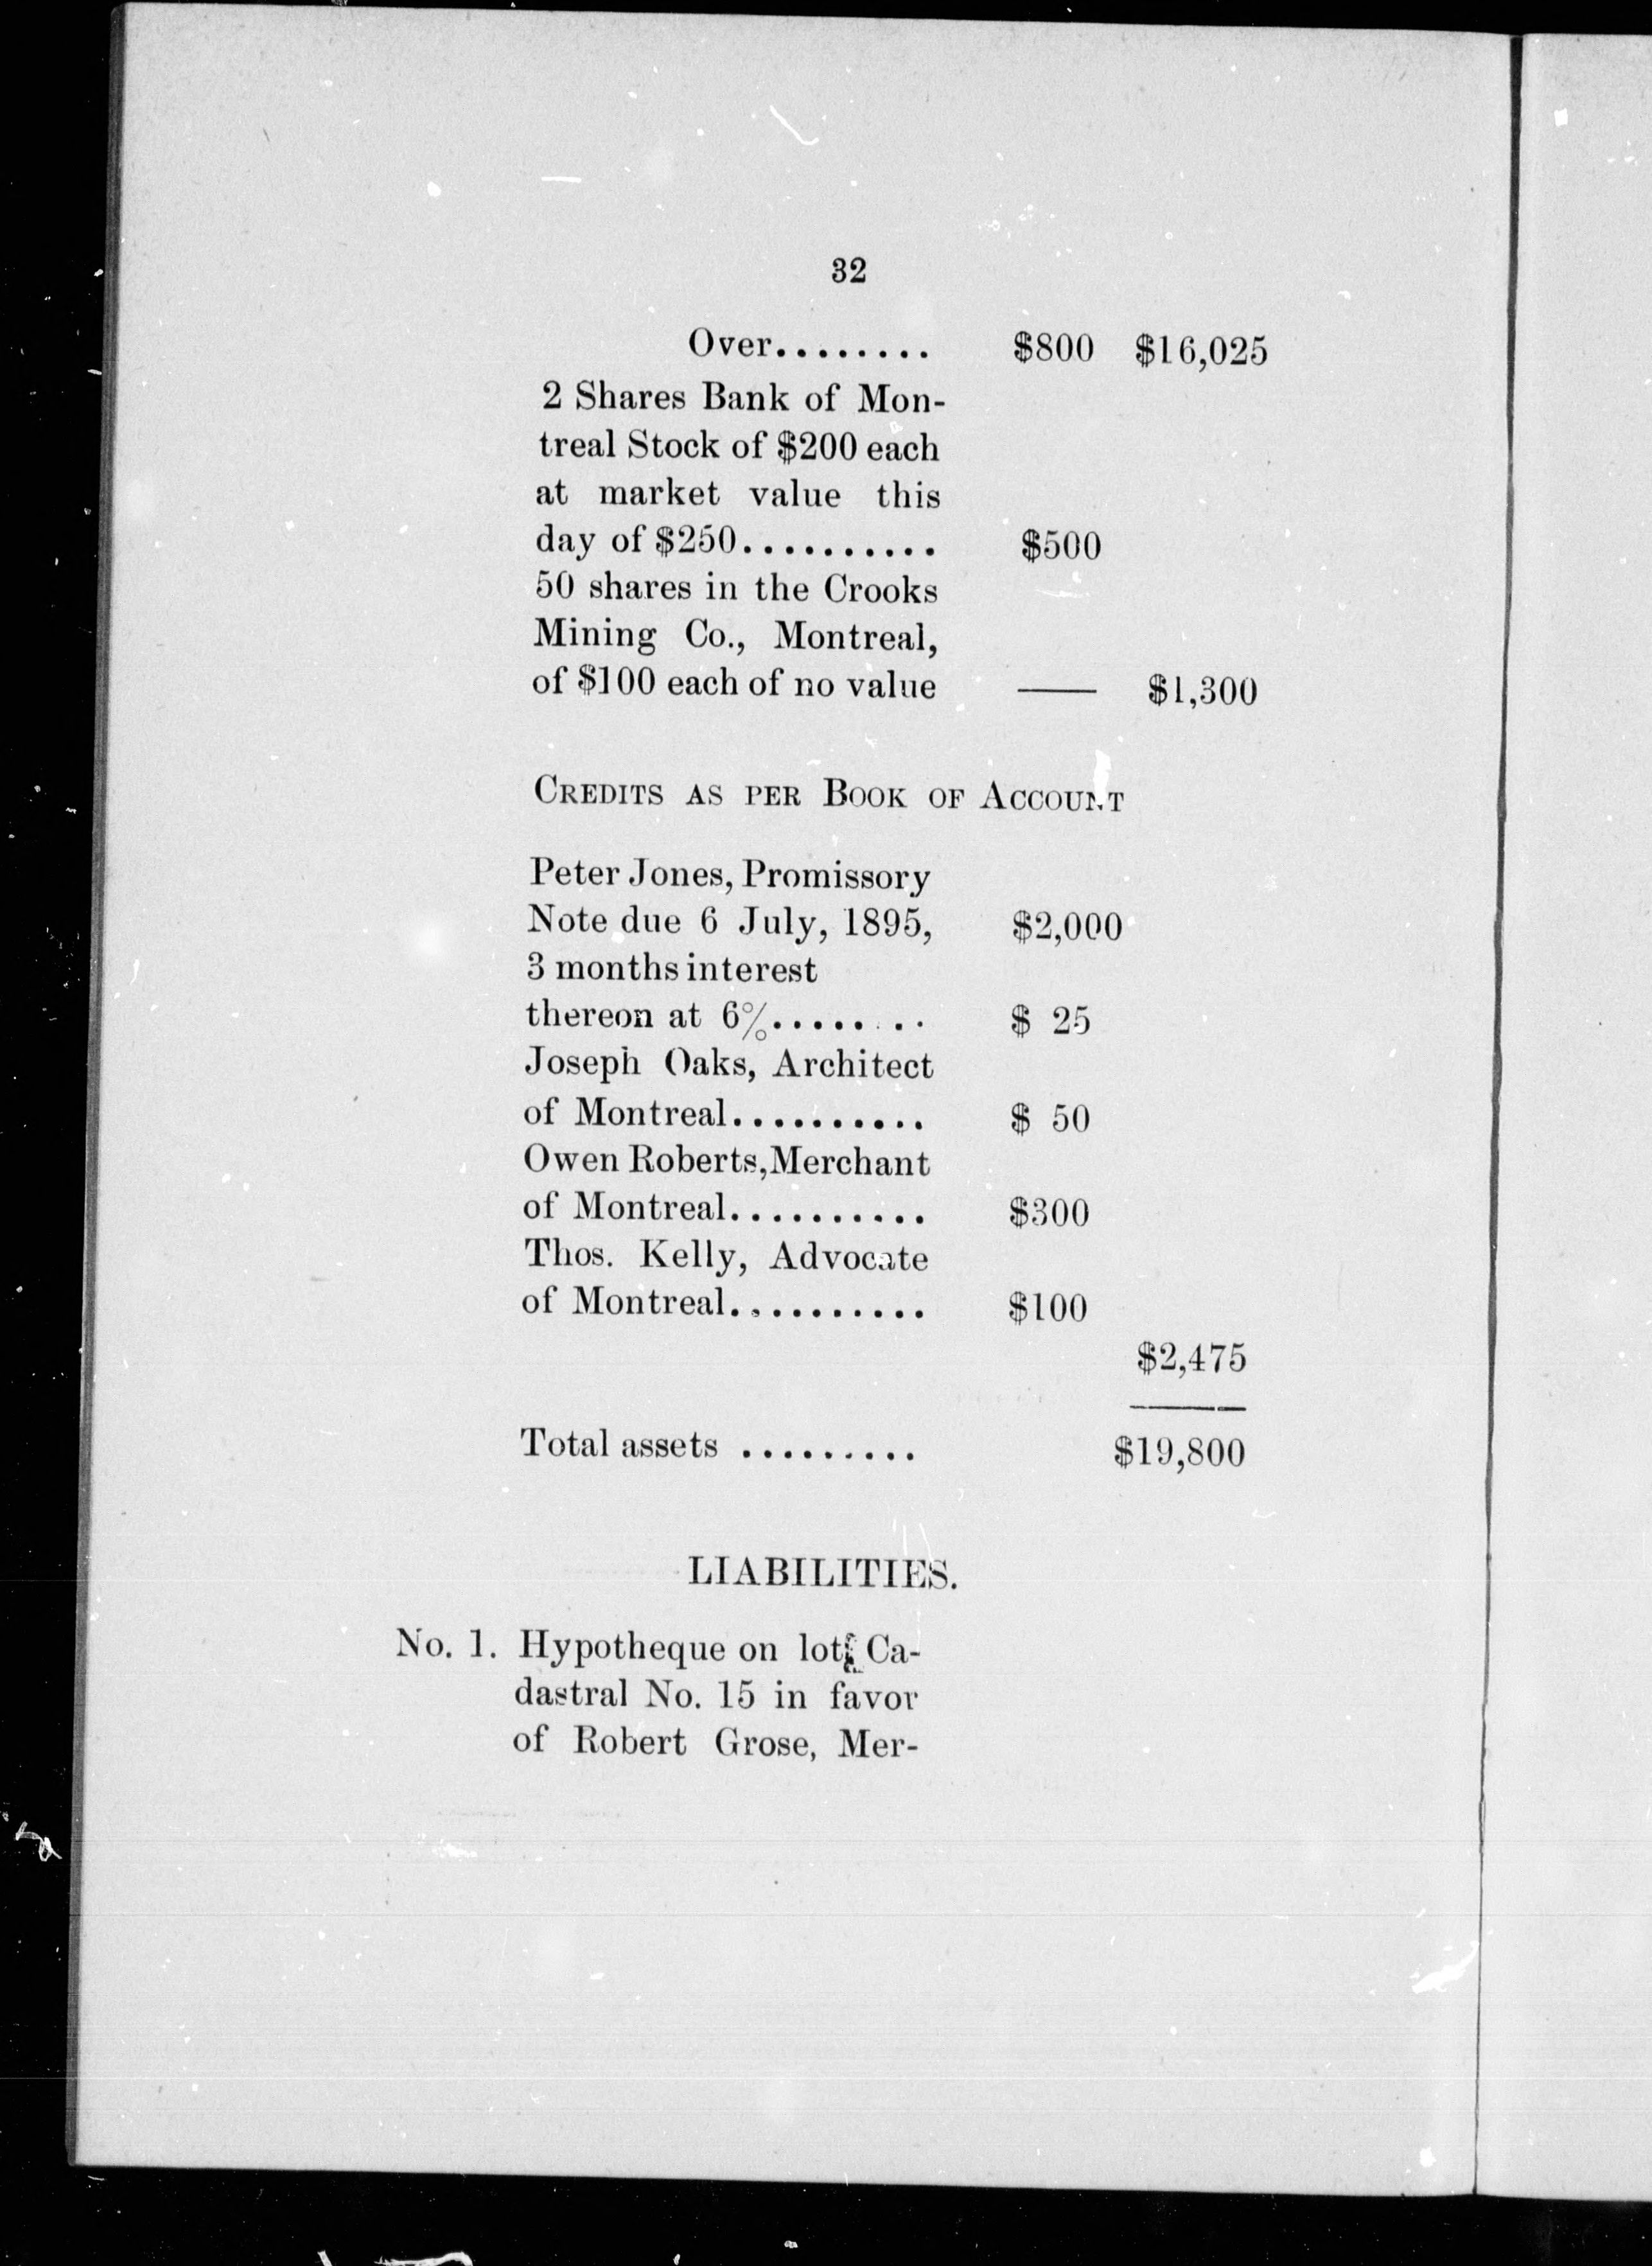 32
Over........ $800 $16,025
2 Shares Bank of Mon-
treal Stock of $200 each
at market value this
day of $250.......... $500
50 shares in the Crooks
Mining Co., Montreal,
of $100 each of no value —— $1,300
CREDITS AS PER BOOK OF ACCOUNT
Peter Jones, Promissory
Note due 6 July, 1895, $2,000
3 months interest
thereon at 6%........ $ 25
Joseph Oaks, Architect
of Montreal.......... $ 50
Owen Roberts, Merchant
of Montreal.......... $300
Thos. Kelly, Advocate
of Montreal.......... $100
$2,475
Total assets ......... $19,800
LIABILITIES.
No. 1. Hypotheque on lot Ca-
dastral No. 15 in favor
of Robert Grose, Mer-